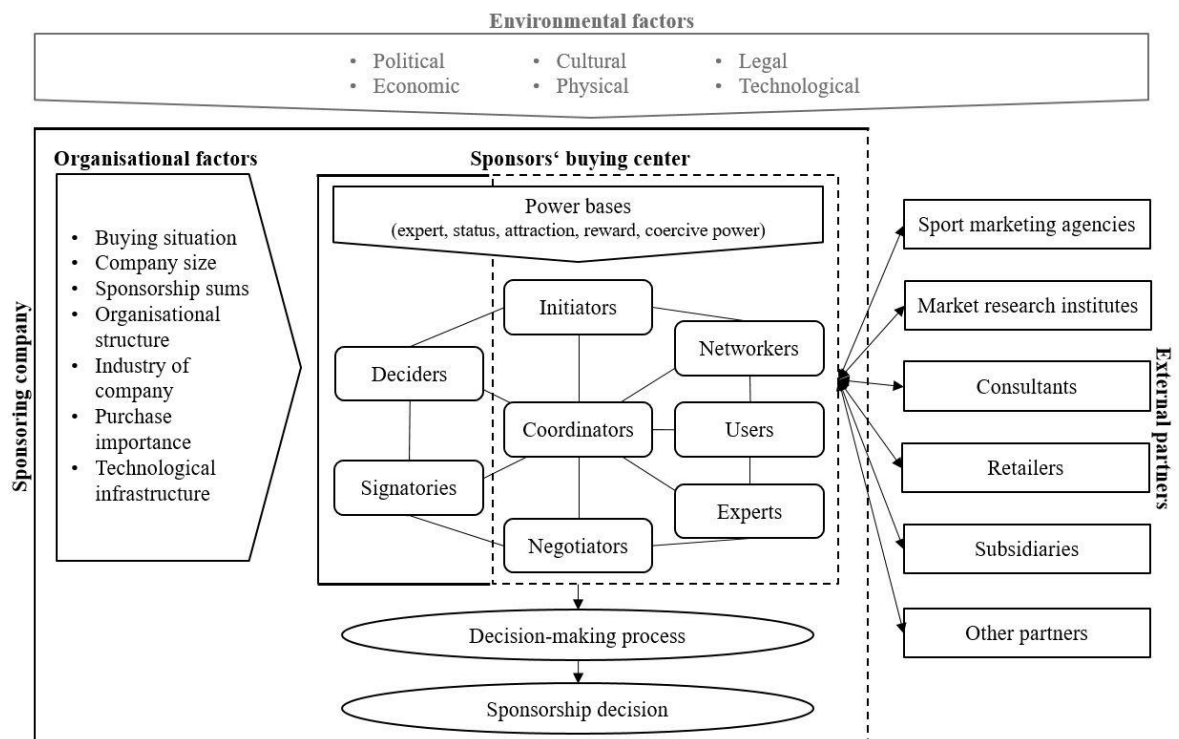 Environmental factors
• Political
• Cultural
• Legal
• Economic
• Physical
• Technological
Organisational factors
Sponsors‘ buying center
Sponsoring company
• Buying situation
• Company size
• Sponsorship sums
• Organisational
structure
• Industry of
company
• Purchase
importance
• Technological
infrastructure
Power bases
(expert, status, attraction, reward, coercive power)
Initiators
Networkers
Deciders
Coordinators
Users
Signatories
Experts
Negotiators
Decision-making process
Sponsorship decision
Sport marketing agencies
Market research institutes
Consultants
Retailers
Subsidiaries
Other partners
External partners